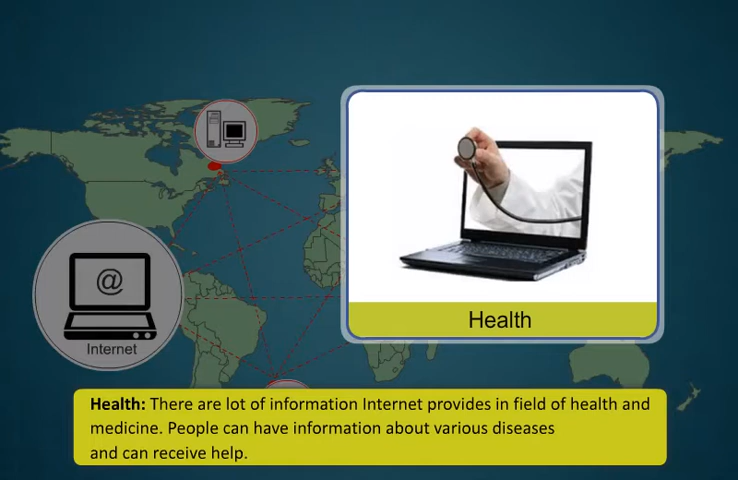 @
Internet
Health
Health: There are lot of information Internet provides in field of health and
medicine. People can have information about various diseases
and can receive help.